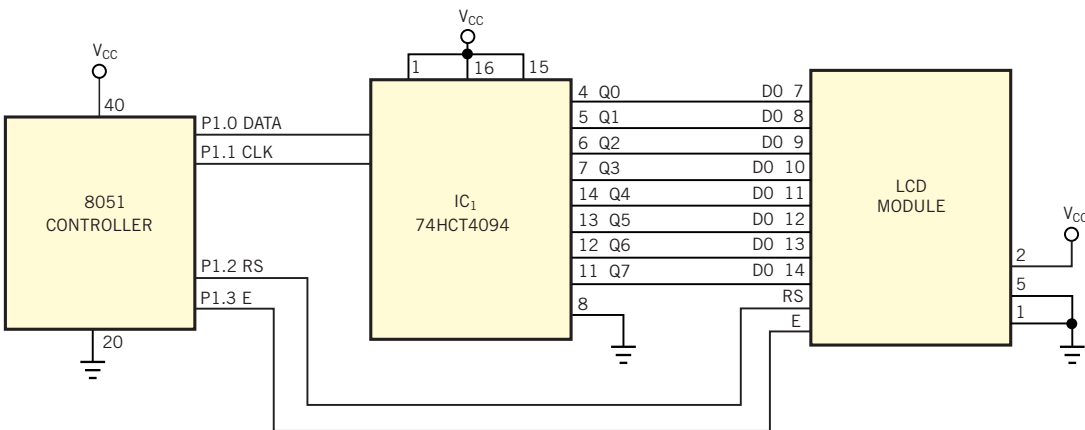 VCC
40
8051
CONTROLLER
P1.0 DATA
P1.1 CLK
P1.2 RS
P1.3 E
20
VCC
1
16
15
IC1
74HCT4094
4 Q0
5 Q1
6 Q2
7 Q3
14 Q4
13 Q5
12 Q6
11 Q7
8
D0 7
D0 8
D0 9
D0 10
D0 11
D0 12
D0 13
D0 14
RS
E
LCD
MODULE
VCC
2
5
1